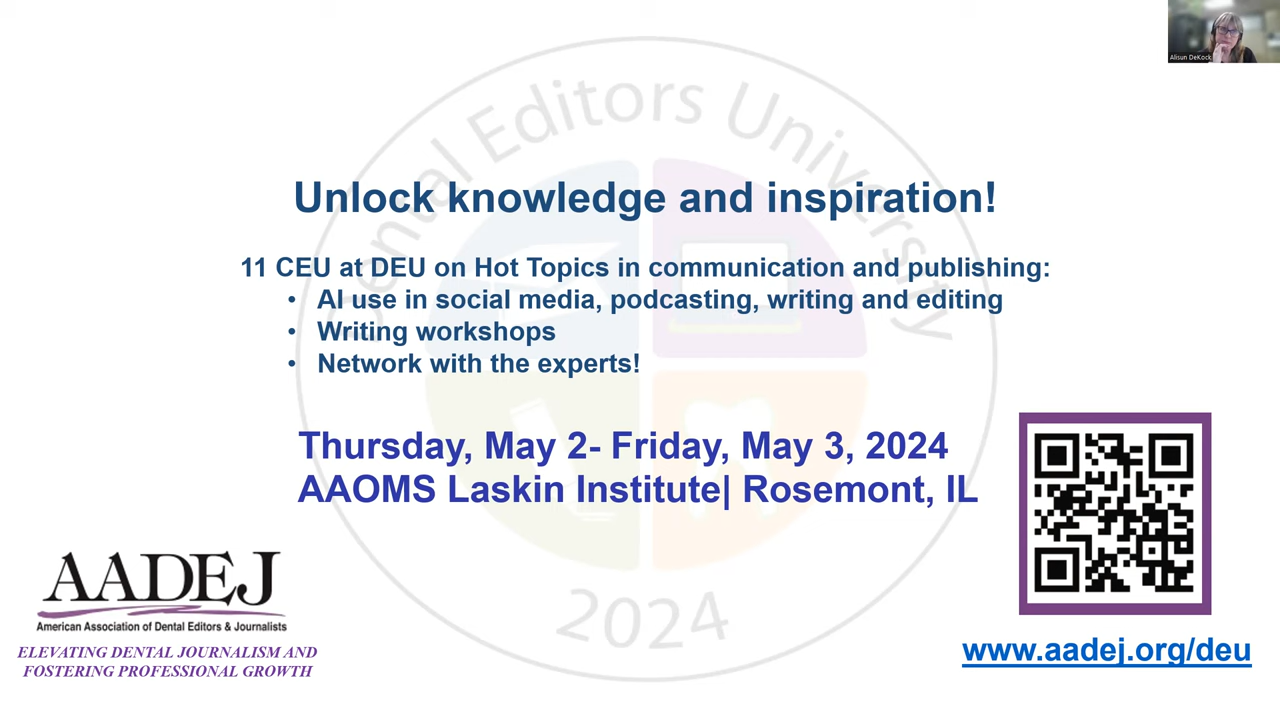 Alisun DeKock
Dental Editors University
Unlock knowledge and inspiration!
11 CEU at DEU on Hot Topics in communication and publishing:
• AI use in social media, podcasting, writing and editing
• Writing workshops
• Network with the experts!
Thursday, May 2- Friday, May 3, 2024
AAOMS Laskin Institute| Rosemont, IL
2024
AADEJ
American Association of Dental Editors & Journalists
ELEVATING DENTAL JOURNALISM AND
FOSTERING PROFESSIONAL GROWTH
www.aadej.org/deu